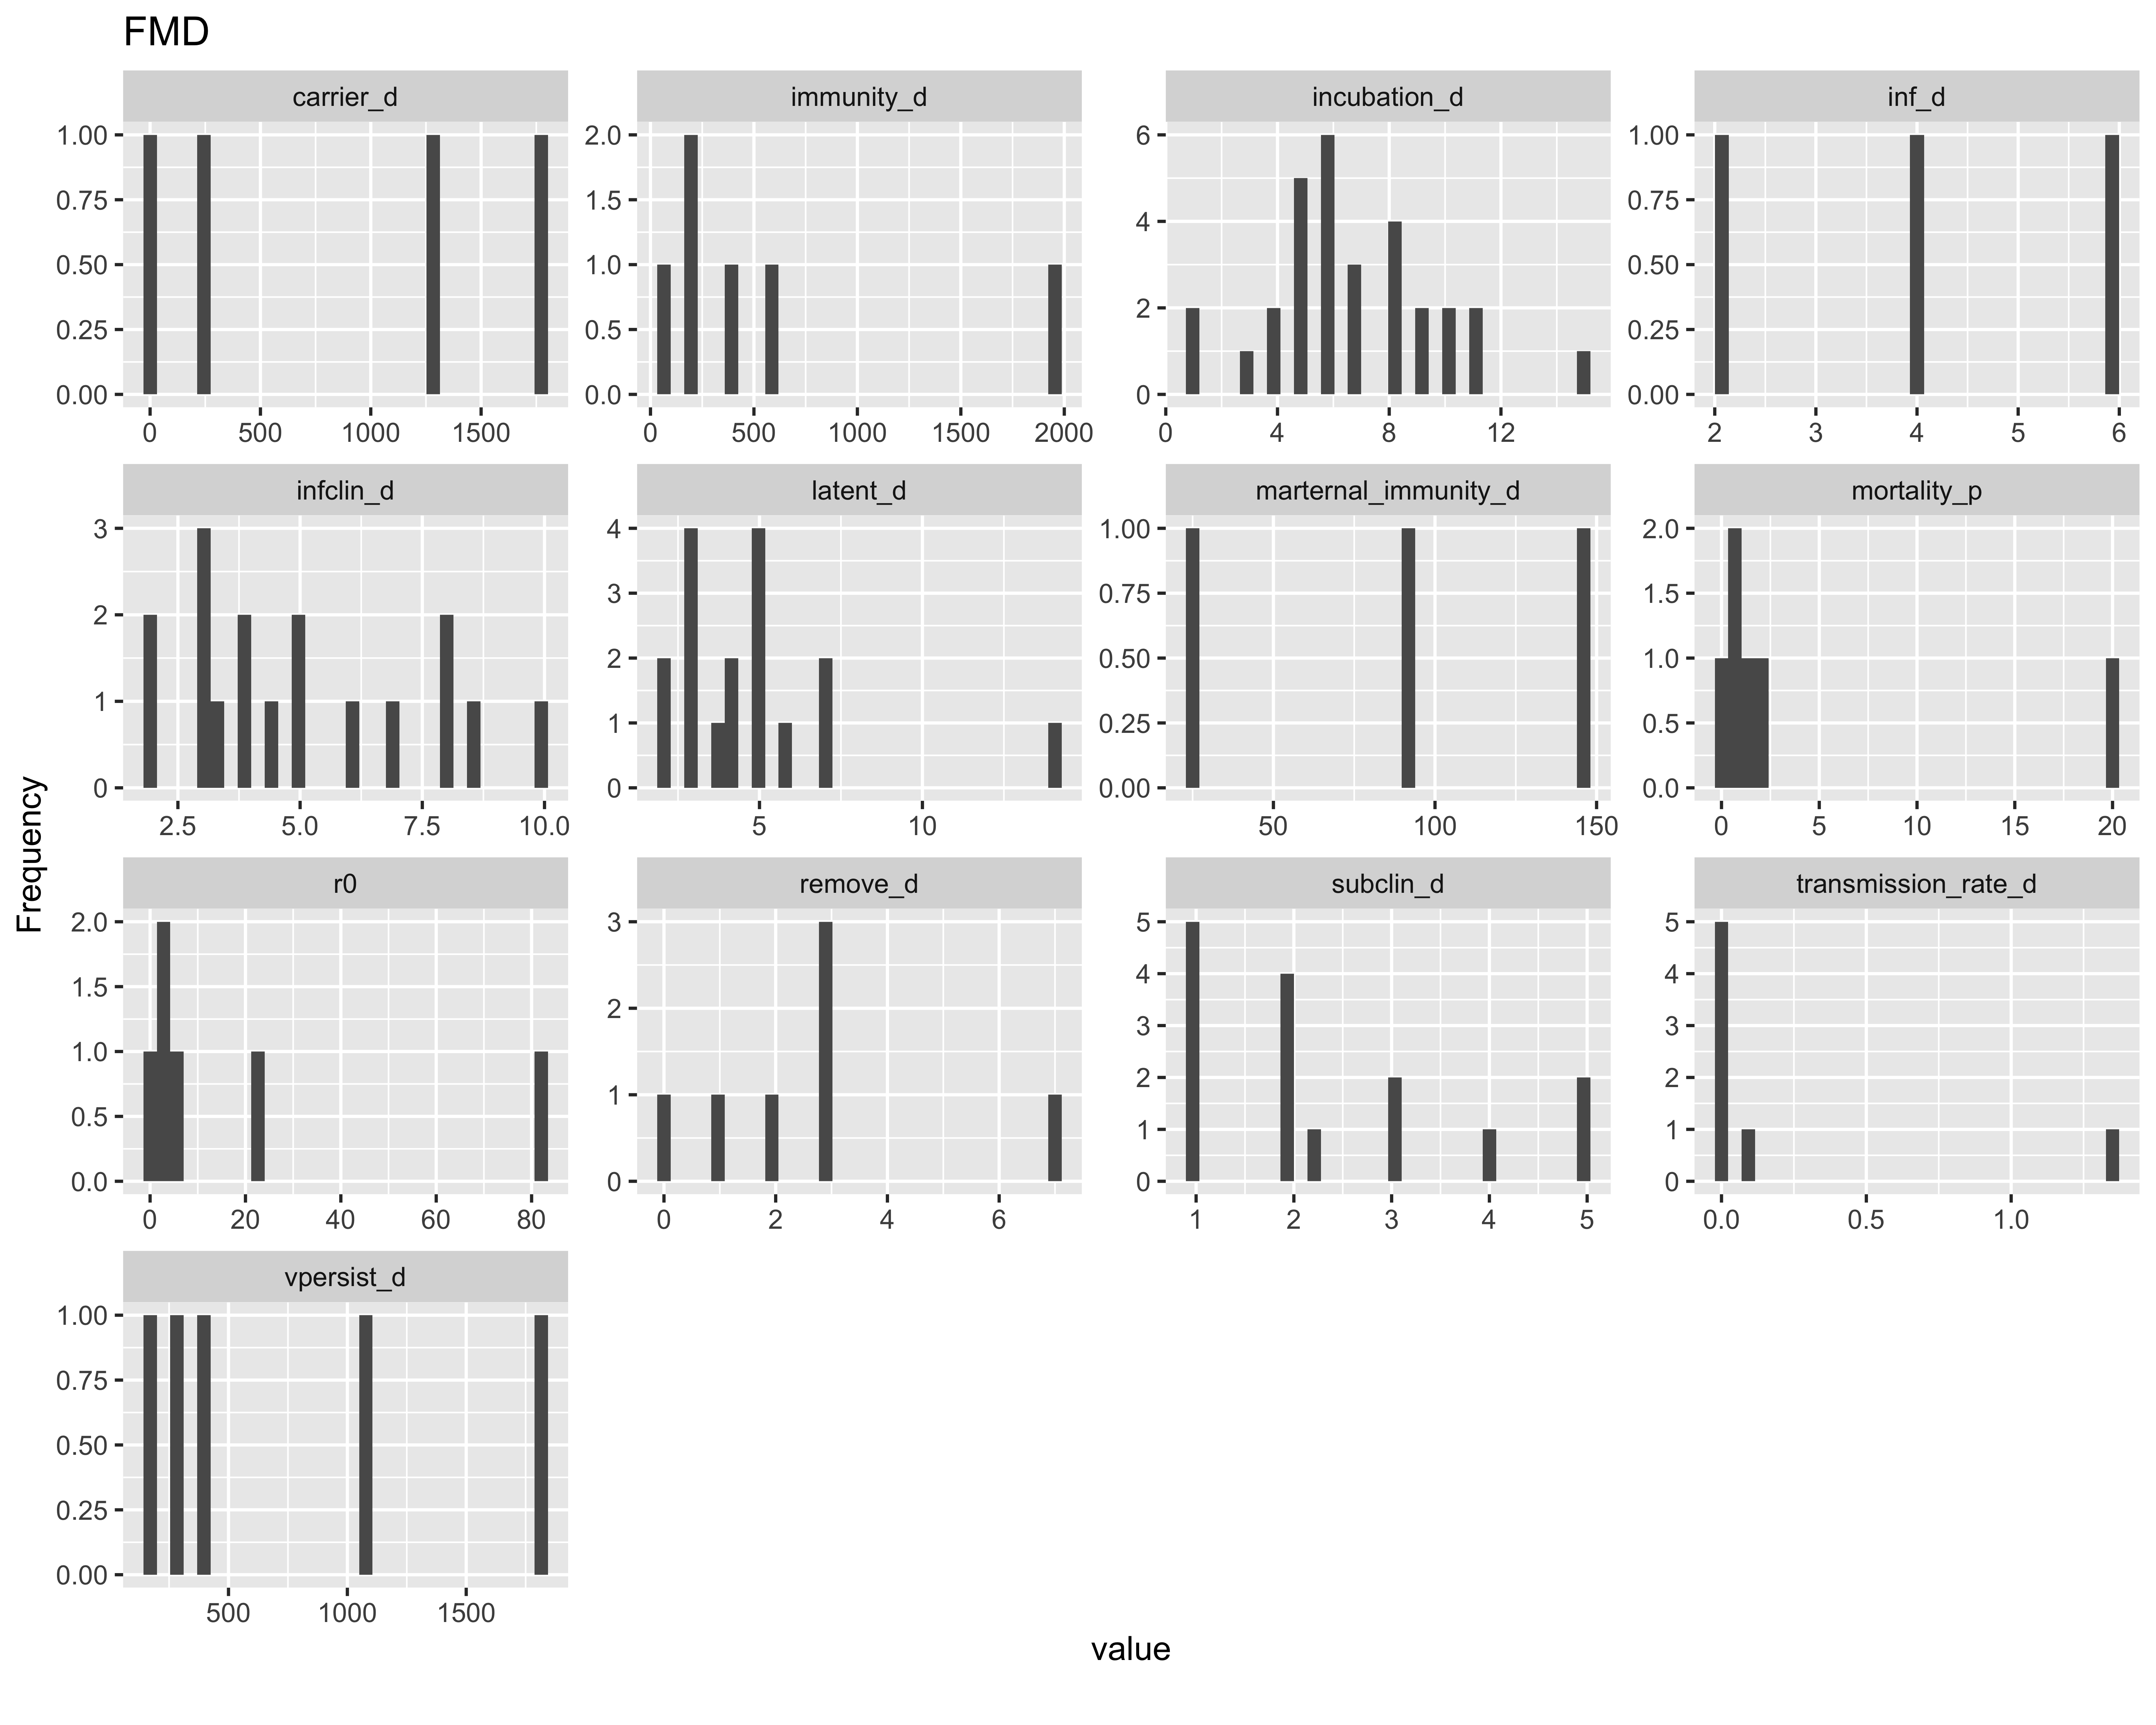 FMD
carrier_d immunity_d incubation_d inf_d
1.00 2.0 6 1.00
0.75 1.5 4 0.75
0.50 1.0 2 0.50
0.25 0.5 0 0.25
0.00 0.0 0.00
0 500 1000 1500 0 500 1000 1500 2000 0 4 8 12 2 3 4 5 6
infclin_d latent_d marternal_immunity_d mortality_p
3 4 1.00 2.0
2 3 0.75 1.5
1 2 0.50 1.0
0 1 0.25 0.5
0 0.00 0.0
2.5 5.0 7.5 10.0 5 10 50 100 150 0 5 10 15 20
Frequency
r0 remove_d subclin_d transmission_rate_d
2.0 3 5 5
1.5 2 4 4
1.0 1 3 3
0.5 0 2 2
0.0 1 1
0 0
0 20 40 60 80 0 2 4 6 1 2 3 4 5 0.0 0.5 1.0
vpersist_d
1.00
0.75
0.50
0.25
0.00
500 1000 1500
value